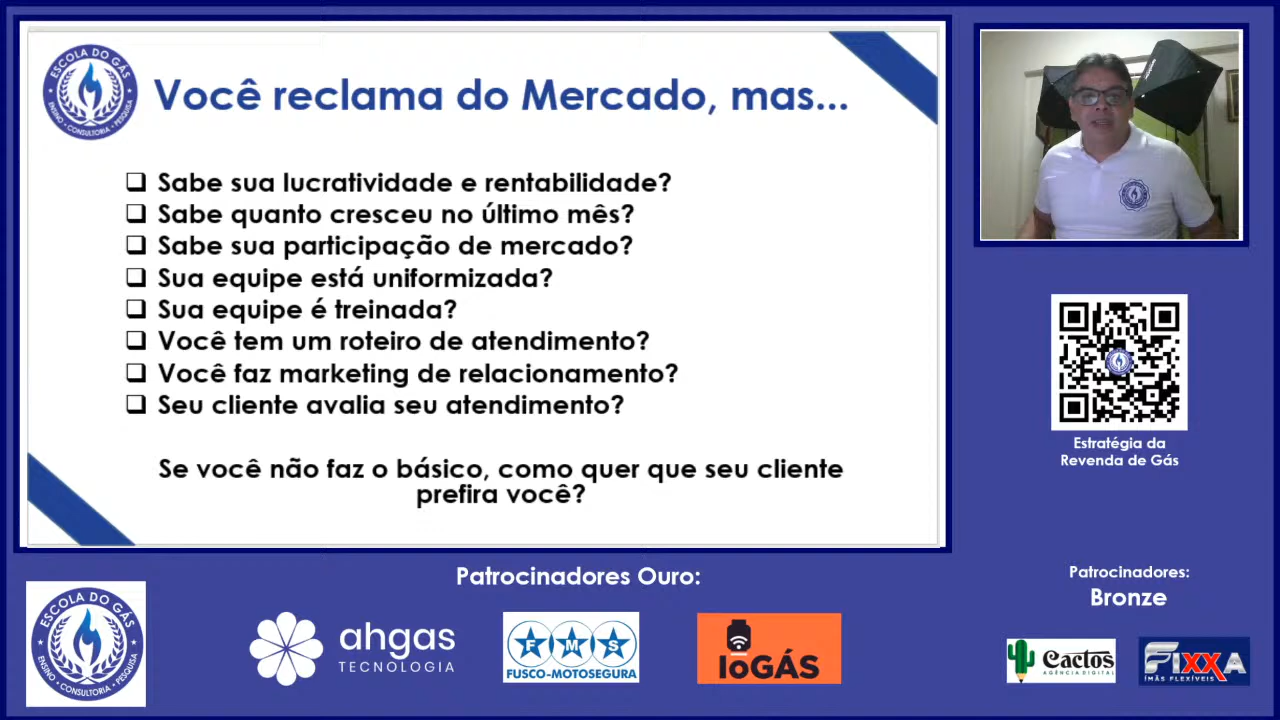 ESCOLA DO GÁS
ENSINO • CONSULTORIA • PESQUISA
Você reclama do Mercado, mas...
Sabe sua lucratividade e rentabilidade?
Sabe quanto cresceu no último mês?
Sabe sua participação de mercado?
Sua equipe está uniformizada?
Sua equipe é treinada?
Você tem um roteiro de atendimento?
Você faz marketing de relacionamento?
Seu cliente avalia seu atendimento?
Se você não faz o básico, como quer que seu cliente
prefira você?
Estratégia da
Revenda de Gás
Patrocinadores Ouro:
Patrocinadores:
Bronze
ESCOLA DO GÁS
ENSINO • CONSULTORIA • PESQUISA
ahgas
TECNOLOGIA
F M S
FUSCO-MOTOSEGURA
IoGÁS
Cactos
AGÊNCIA DIGITAL
FIXXA
ÍMÃS FLEXÍVEIS